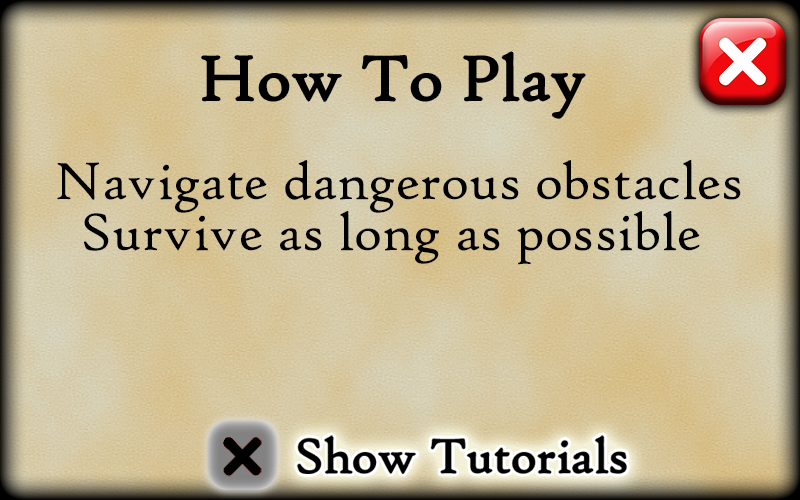 How To Play
Navigate dangerous obstacles
Survive as long as possible
Show Tutorials